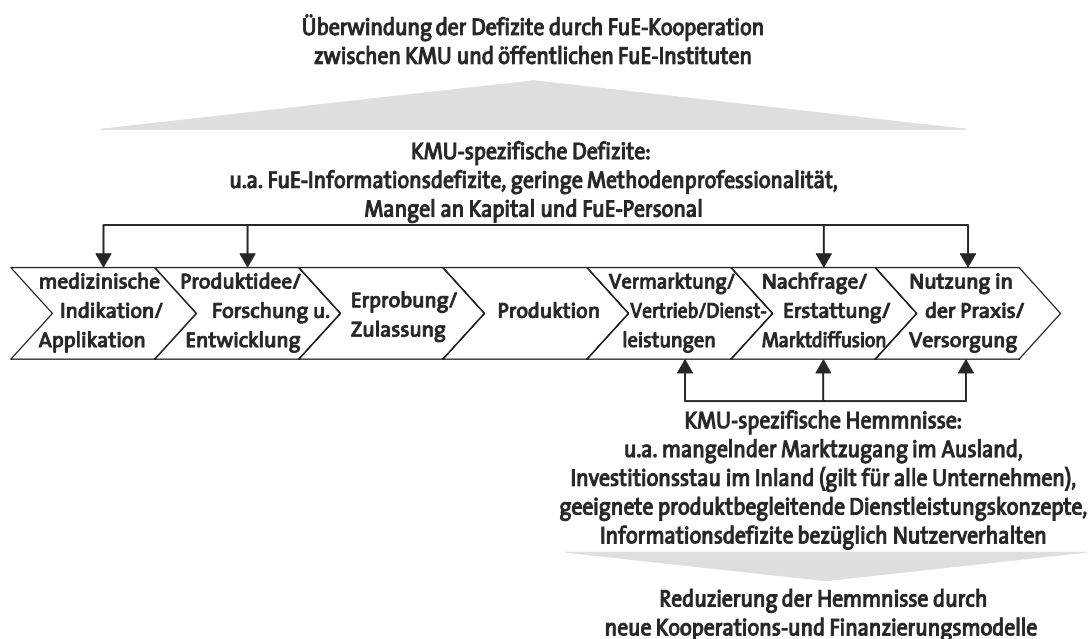 Überwindung der Defizite durch FuE-Kooperation
zwischen KMU und öffentlichen FuE-Instituten
KMU-spezifische Defizite:
u.a. FuE-Informationsdefizite, geringe Methodenprofessionalität,
Mangel an Kapital und FuE-Personal
medizinische
Indikation/
Applikation
Produktidee/
Forschung u.
Entwicklung
Erprobung/
Zulassung
Produktion
Vermarktung/
Vertrieb/Dienst-
leistungen
Nachfrage/
Erstattung/
Marktdiffusion
Nutzung in
der Praxis/
Versorgung
KMU-spezifische Hemmnisse:
u.a. mangelnder Marktzugang im Ausland,
Investitionsstau im Inland (gilt für alle Unternehmen),
geeignete produktbegleitende Dienstleistungskonzepte,
Informationsdefizite bezüglich Nutzerverhalten
Reduzierung der Hemmnisse durch
neue Kooperations-und Finanzierungsmodelle